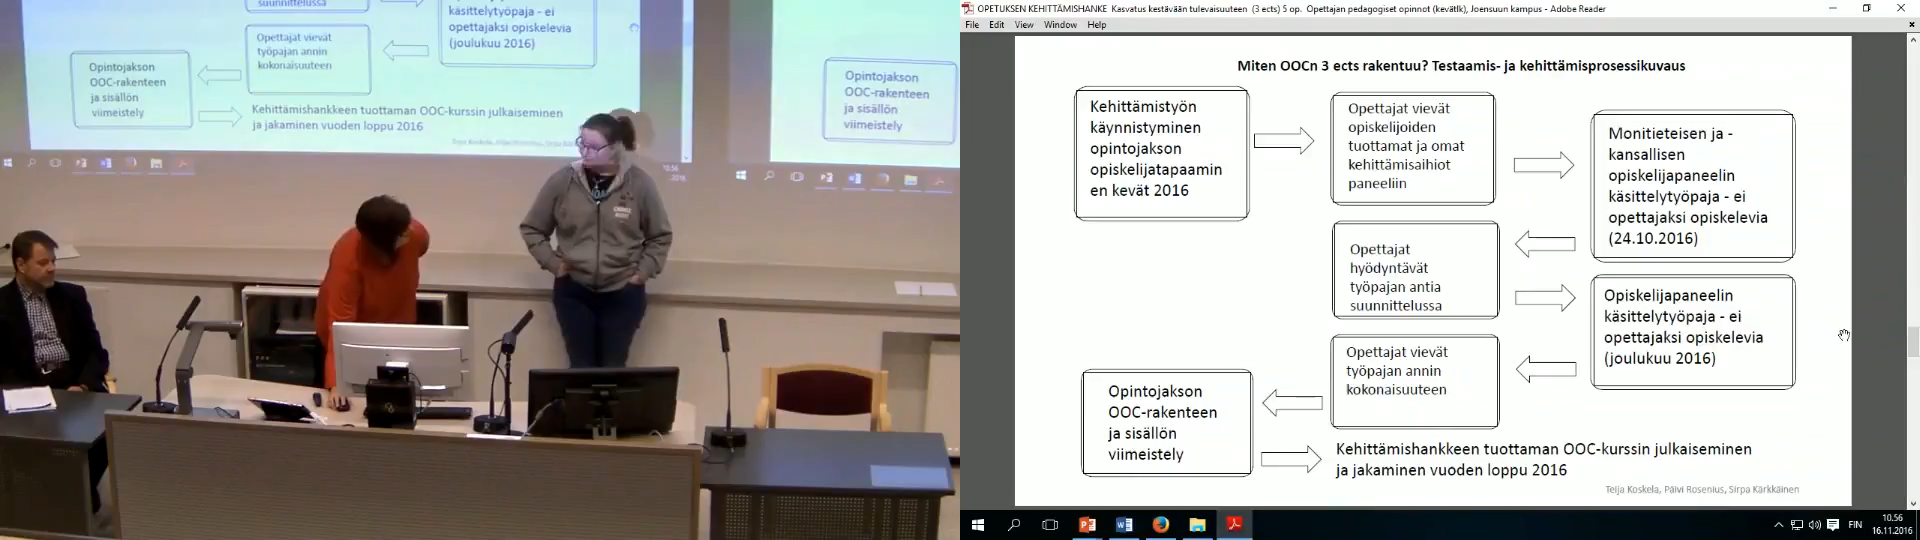 suunnittelussa
käsittelytyöpaja - ei
opettajaksi opiskelevia
(joulukuu 2016)
Opettajat vievät
työpajan annin
kokonaisuuteen
Opintojakson
OOC-rakenteen
ja sisällön
viimeistely
Kehittämishankkeen tuottaman OOC-kurssin julkaiseminen
ja jakaminen vuoden loppu 2016
Opintojakson
OOC-rakenteen
ja sisällön
viimeistely
OPETUKSEN KEHITTÄMISHANKE Kasvatus kestävään tulevaisuuteen (3 ects) 5 op. Opettajan pedagogiset opinnot (kevätlk), Joensuun kampus - Adobe Reader
File Edit View Window Help
Miten OOCn 3 ects rakentuu? Testaamis- ja kehittämisprosessikuvaus
Kehittämistyön
käynnistyminen
opintojakson
opiskelijatapaamin
en kevät 2016
Opettajat vievät
opiskelijoiden
tuottamat ja omat
kehittämisaihiot
paneeliin
Monitieteisen ja -
kansallisen
opiskelijapaneelin
käsittelytyöpaja - ei
opettajaksi opiskelevia
(24.10.2016)
Opettajat
hyödyntävät
työpajan antia
suunnittelussa
Opiskelijapaneelin
käsittelytyöpaja - ei
opettajaksi opiskelevia
(joulukuu 2016)
Opettajat vievät
työpajan annin
kokonaisuuteen
Opintojakson
OOC-rakenteen
ja sisällön
viimeistely
Kehittämishankkeen tuottaman OOC-kurssin julkaiseminen
ja jakaminen vuoden loppu 2016
Teija Koskela, Päivi Rosenius, Sirpa Kärkkäinen
FIN
10.56
16.11.2016